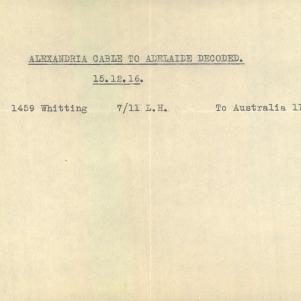 ALEXANDRIA CABLE TO ADELAIDE DECODED.
15.12.16.
1459 Whitting 7/11 L.H. To Australia 11